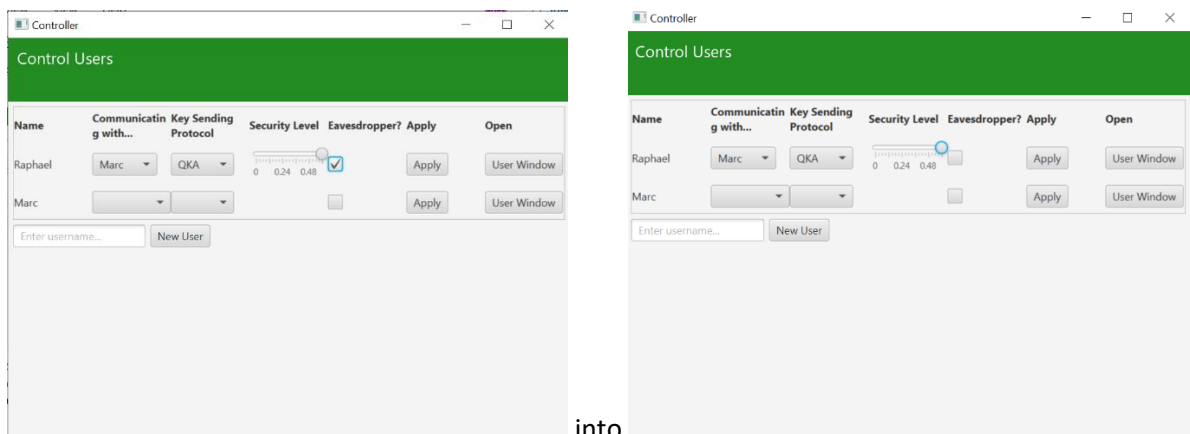 Controller
Control Users
Name Communicatin g with... Key Sending Protocol Security Level Eavesdropper? Apply Open
Raphael Marc QKA 0 0.24 0.48 Apply User Window
Marc Apply User Window
Enter username... New User
into
Controller
Control Users
Name Communicatin g with... Key Sending Protocol Security Level Eavesdropper? Apply Open
Raphael Marc QKA 0 0.24 0.48 Apply User Window
Marc Apply User Window
Enter username... New User